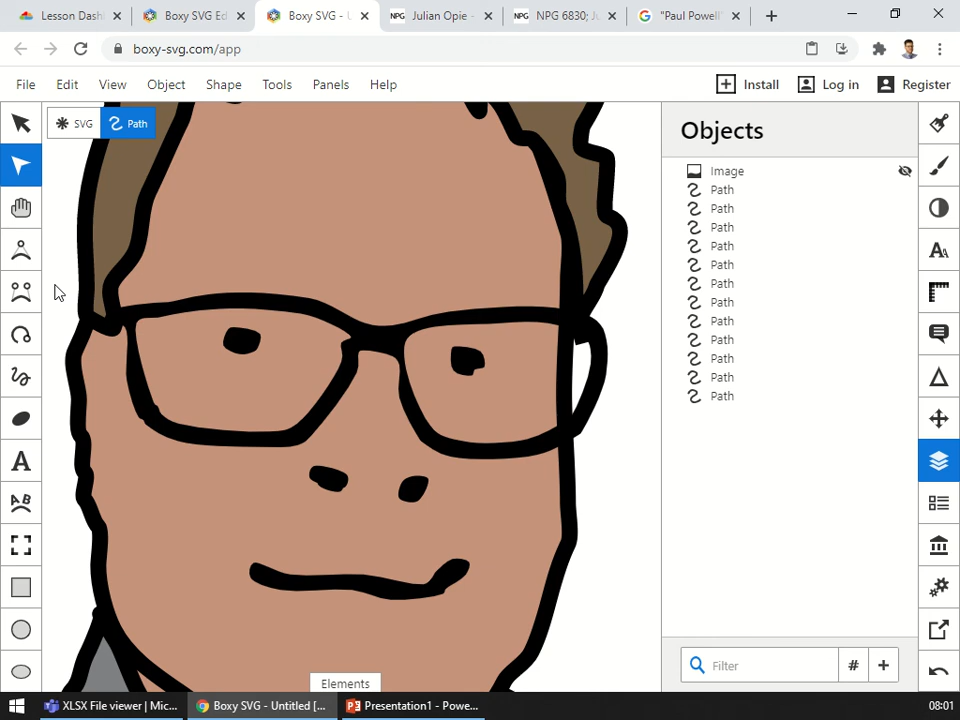 Lesson Dash
Boxy SVG Ed
Boxy SVG - U
NPG Julian Opie -
NPG NPG 6830; Ju
"Paul Powell"
boxy-svg.com/app
File Edit View Object Shape Tools Panels Help Install Log in Register
SVG Path
Objects
Image
Path
Path
Path
Path
Path
Path
Path
Path
Path
Path
Path
Path
Filter #
Elements
XLSX File viewer | Mic...
Boxy SVG - Untitled [...
Presentation1 - Powe...
08:01